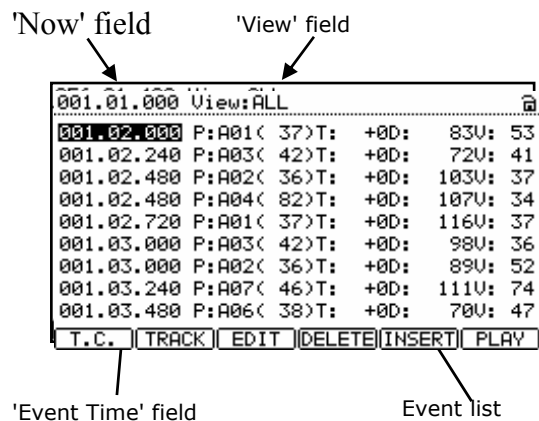 'Now' field
'View' field
001.01.000 View:ALL
001.02.000 P:A01( 37)T: +0D: 83V: 53
001.02.240 P:A03( 42)T: +0D: 72V: 41
001.02.480 P:A02( 36)T: +0D: 103V: 37
001.02.480 P:A04( 82)T: +0D: 107V: 34
001.02.720 P:A01( 37)T: +0D: 116V: 37
001.03.000 P:A03( 42)T: +0D: 98V: 36
001.03.000 P:A02( 36)T: +0D: 89V: 52
001.03.240 P:A07( 46)T: +0D: 111V: 74
001.03.480 P:A06( 38)T: +0D: 70V: 47
T.C. TRACK EDIT DELETE INSERT PLAY
'Event Time' field
Event list